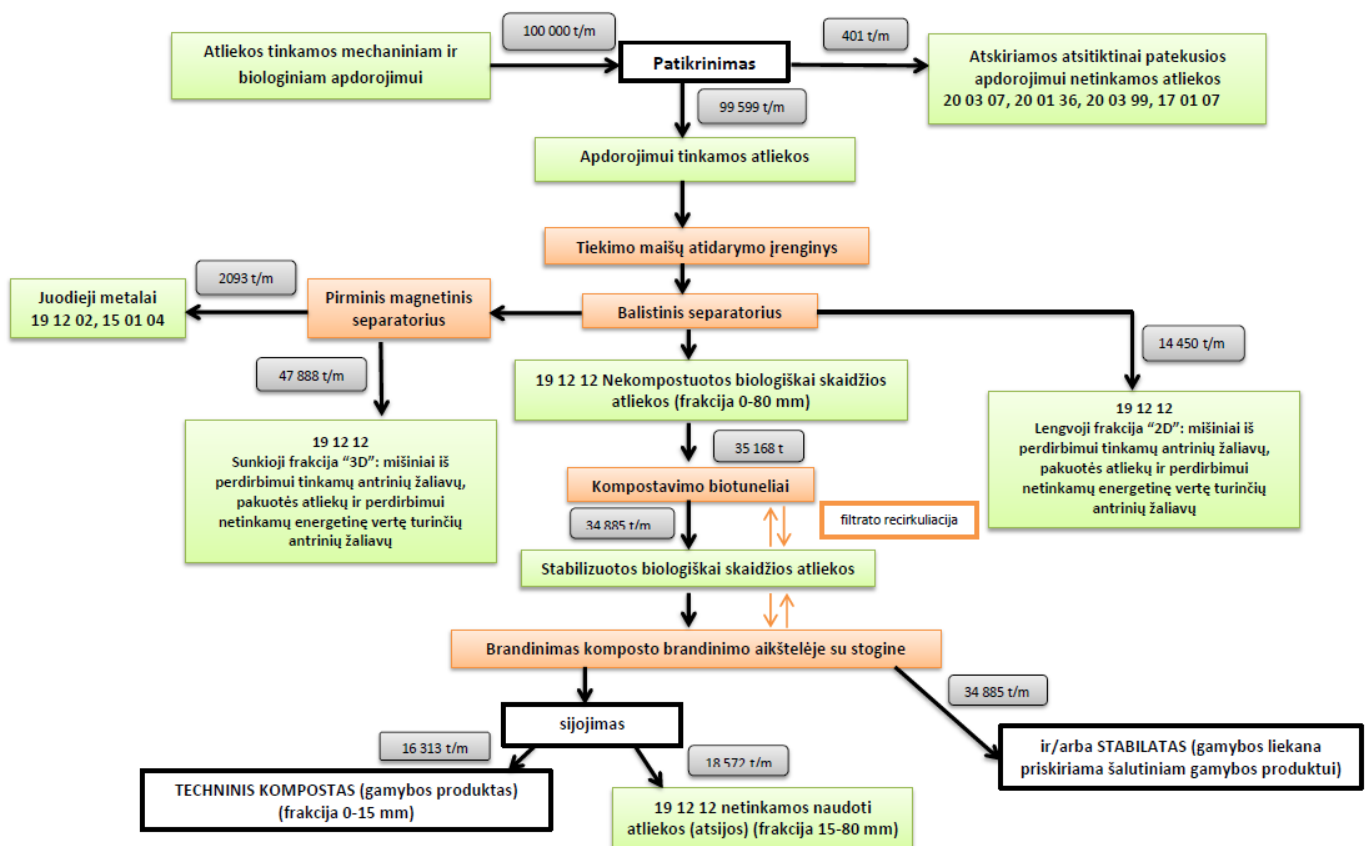 100 000 t/m
401 t/m
Atliekos tinkamos mechaniniam ir
biologiniam apdorojimui
Patikrinimas
Atskiriamos atsitiktinai patekusios
apdorojimui netinkamos atliekos
20 03 07, 20 01 36, 20 03 99, 17 01 07
99 599 t/m
Apdorojimui tinkamos atliekos
Tiekimo maišų atidarymo įrenginys
2093 t/m
Juodieji metalai
19 12 02, 15 01 04
Pirminis magnetinis
separatorius
Balistinis separatorius
14 450 t/m
47 888 t/m
19 12 12 Nekompostuotos biologiškai skaidžios
atliekos (frakcija 0-80 mm)
19 12 12
Sunkioji frakcija “3D”: mišiniai iš
perdirbimui tinkamų antrinių žaliavų,
pakuotės atliekų ir perdirbimui
netinkamų energetinę vertę turinčių
antrinių žaliavų
19 12 12
Lengvoji frakcija “2D”: mišiniai iš
perdirbimui tinkamų antrinių žaliavų,
pakuotės atliekų ir perdirbimui
netinkamų energetinę vertę turinčių
antrinių žaliavų
35 168 t
Kompostavimo biotuneliai
34 885 t/m
filtrato recirkuliacija
Stabilizuotos biologiškai skaidžios atliekos
Brandinimas komposto brandinimo aikštelėje su stogine
34 885 t/m
sijojimas
16 313 t/m
18 572 t/m
ir/arba STABILATAS (gamybos liekana
priskiriama šalutiniam gamybos produktui)
TECHNINIS KOMPOSTAS (gamybos produktas)
(frakcija 0-15 mm)
19 12 12 netinkamos naudoti
atliekos (atsijos) (frakcija 15-80 mm)